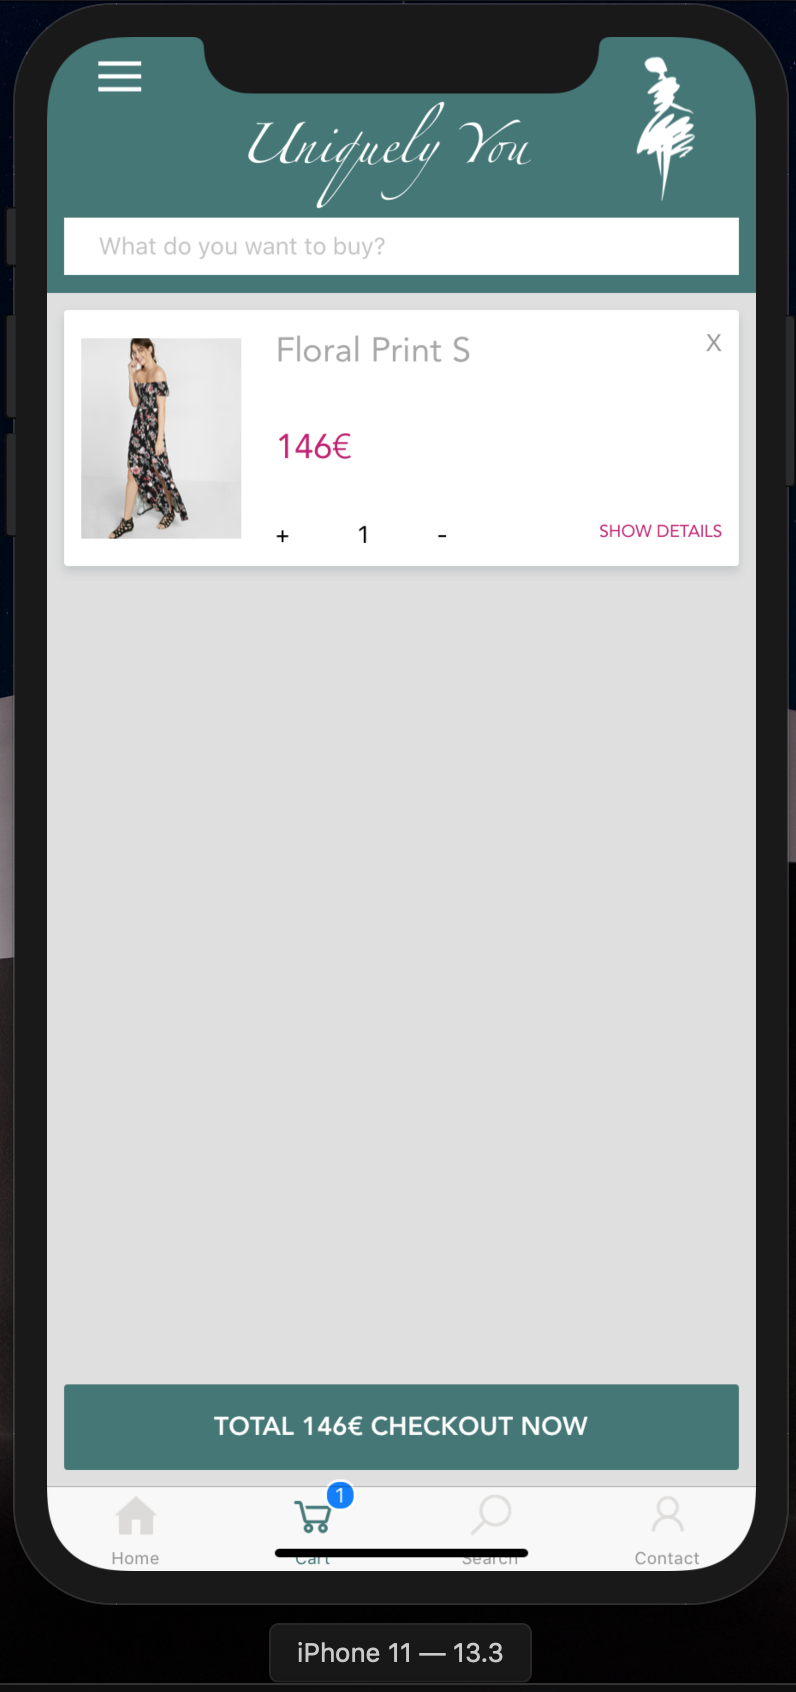 Uniquely You
What do you want to buy?
Floral Print S
X
146€
+ 1 -
SHOW DETAILS
TOTAL 146€ CHECKOUT NOW
1
Home
Cart
Search
Contact
iPhone 11 — 13.3